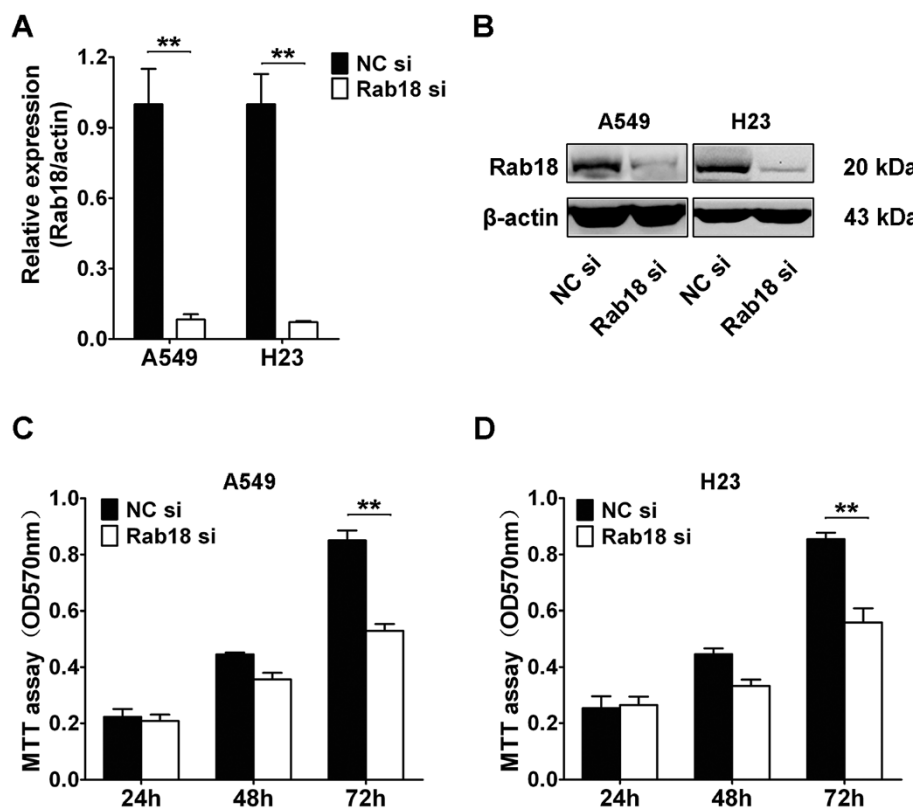 A
Relative expression
(Rab18/actin)
1.2
0.9
0.6
0.3
0.0
**
**
NC si
Rab18 si
A549
H23
B
A549
H23
Rab18
20 kDa
β-actin
43 kDa
NC si
Rab18 si
NC si
Rab18 si
C
A549
MTT assay（OD570nm）
1.0
0.8
0.6
0.4
0.2
0.0
NC si
Rab18 si
**
24h
48h
72h
D
H23
MTT assay（OD570nm）
1.0
0.8
0.6
0.4
0.2
0.0
NC si
Rab18 si
**
24h
48h
72h